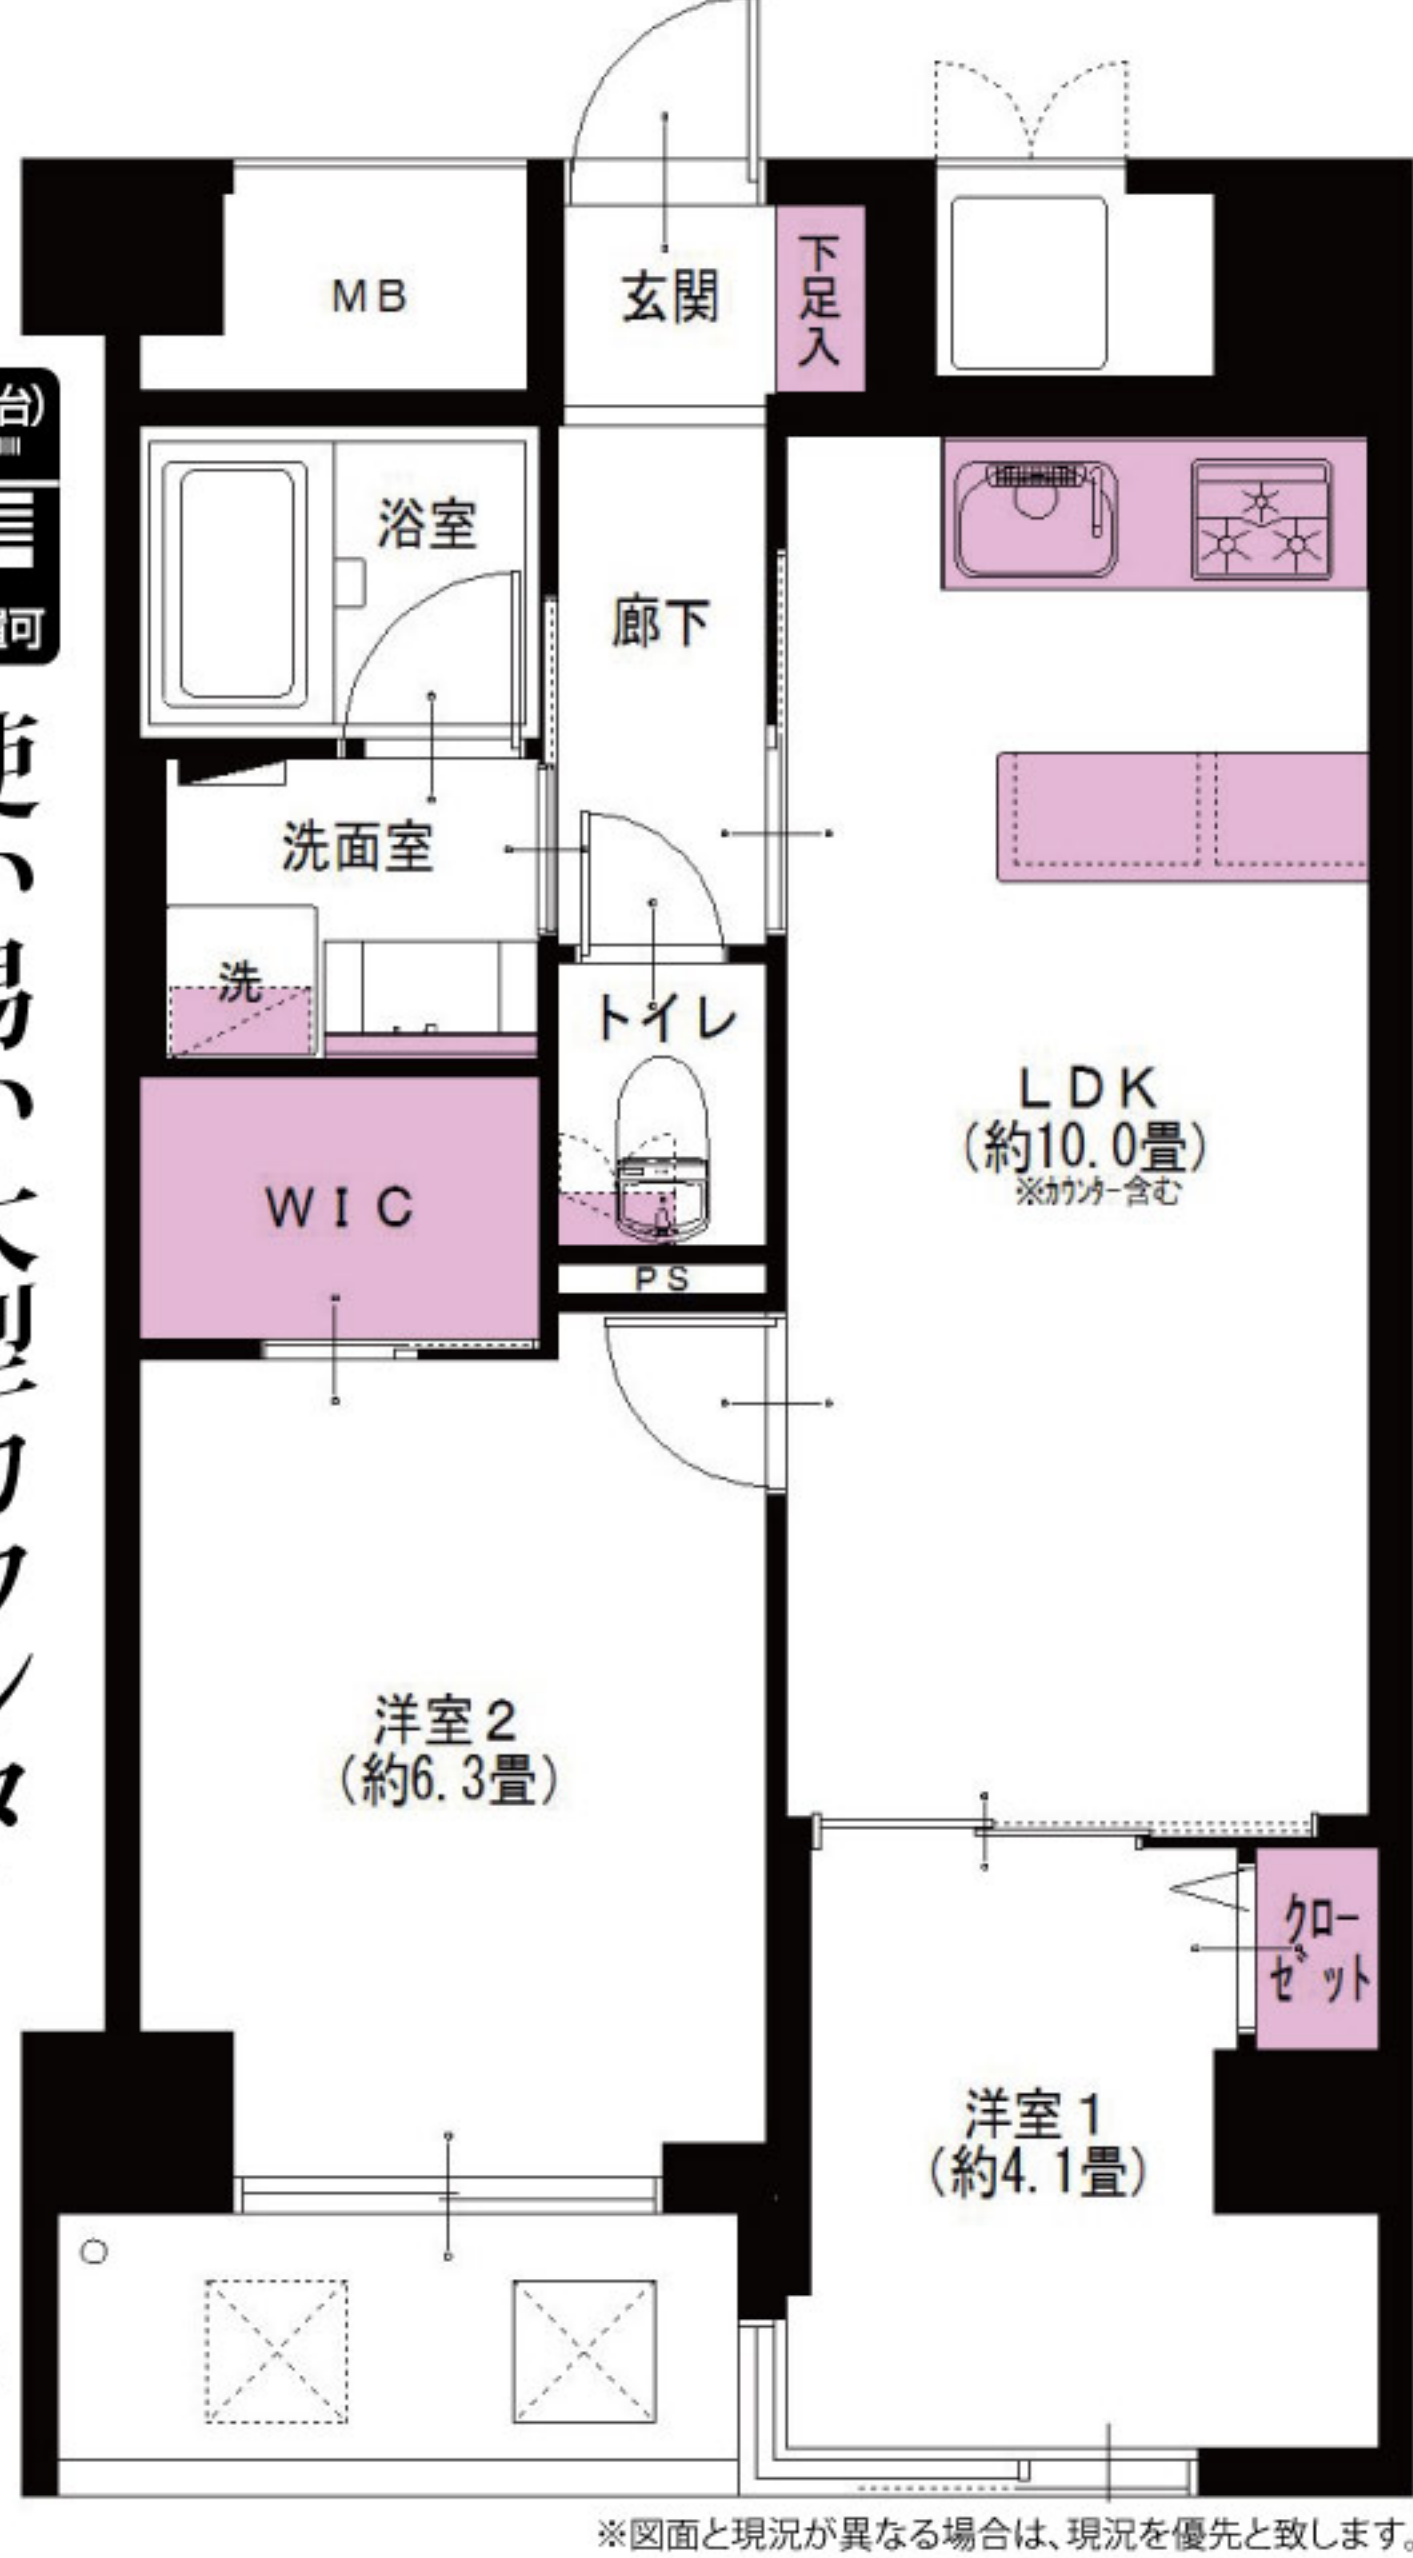 MB
玄関
下足入
台）
可
浴室
廊下
洗面室
洗
トイレ
LDK
（約10.0畳）
※ｶｳﾝﾀｰ含む
WIC
PS
洋室2
（約6.3畳）
ｸﾛｰ
ｾﾞｯﾄ
洋室1
（約4.1畳）
※図面と現況が異なる場合は、現況を優先と致します。